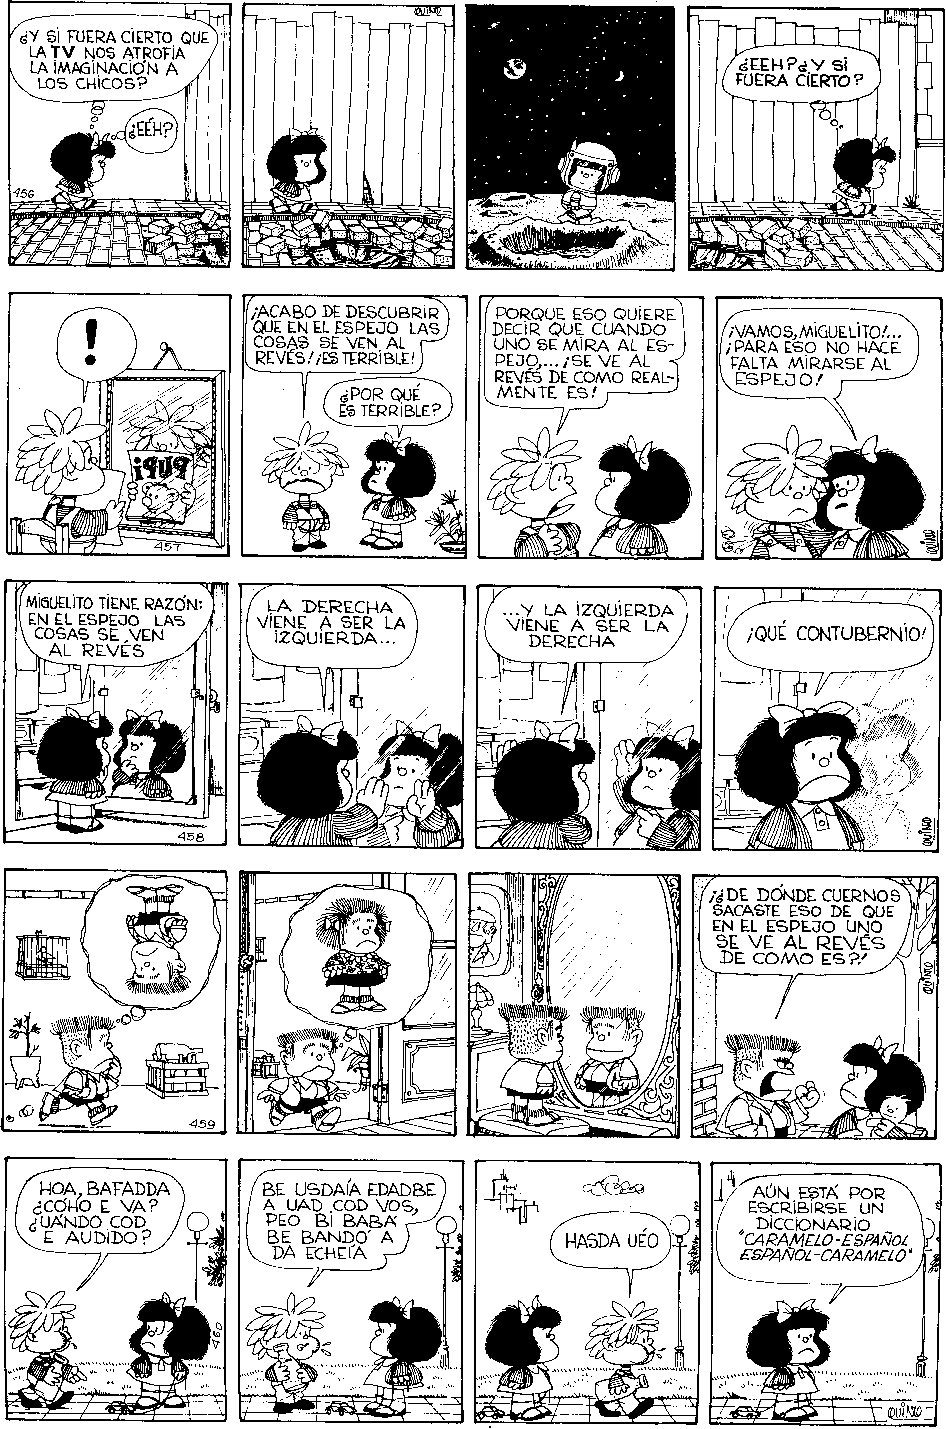 ¿Y SI FUERA CIERTO QUE
LA TV NOS ATROFIA
LA IMAGINACIÓN A
LOS CHICOS?
¿EÉH?
456
QUINO
¿EEH? ¿Y SI
FUERA CIERTO?
!
¡PUP
457
¡ACABO DE DESCUBRIR
QUE EN EL ESPEJO LAS
COSAS SE VEN AL
REVÉS! ¡ES TERRIBLE!
¿POR QUÉ
ES TERRIBLE?
PORQUE ESO QUIERE
DECIR QUE CUANDO
UNO SE MIRA AL ES-
PEJO,... ¡SE VE AL
REVÉS DE COMO REAL-
MENTE ES!
¡VAMOS, MIGUELITO!...
¡PARA ESO NO HACE
FALTA MIRARSE AL
ESPEJO!
QUINO
MIGUELITO TIENE RAZÓN:
EN EL ESPEJO LAS
COSAS SE VEN
AL REVÉS
458
LA DERECHA
VIENE A SER LA
IZQUIERDA...
...Y LA IZQUIERDA
VIENE A SER LA
DERECHA
¡QUÉ CONTUBERNIO!
QUINO
459
¡¿DE DÓNDE CUERNOS
SACASTE ESO DE QUE
EN EL ESPEJO UNO
SE VE AL REVÉS
DE COMO ES?!
QUINO
HOA, BAFADDA
¿COHO E VA?
¿UÁNDO COD
E AUDIDO?
460
BE USDAÍA EDADBE
A UAD COD VOS,
PEO BI BABÁ
BE BANDÓ A
DA ECHEÍA
HASDA UÉO
AÚN ESTÁ POR
ESCRIBIRSE UN
DICCIONARIO
"CARAMELO-ESPAÑOL
ESPAÑOL-CARAMELO"
QUINO